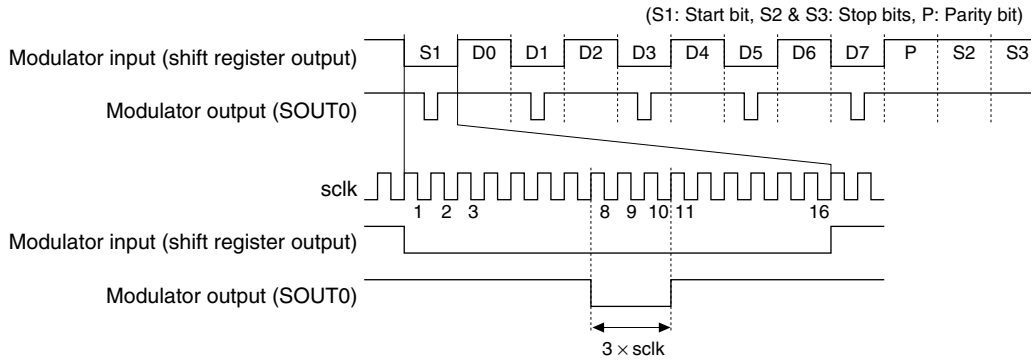 (S1: Start bit, S2 & S3: Stop bits, P: Parity bit)
Modulator input (shift register output)
S1 D0 D1 D2 D3 D4 D5 D6 D7 P S2 S3
Modulator output (SOUT0)
sclk
1 2 3 8 9 10 11 16
Modulator input (shift register output)
Modulator output (SOUT0)
3 × sclk